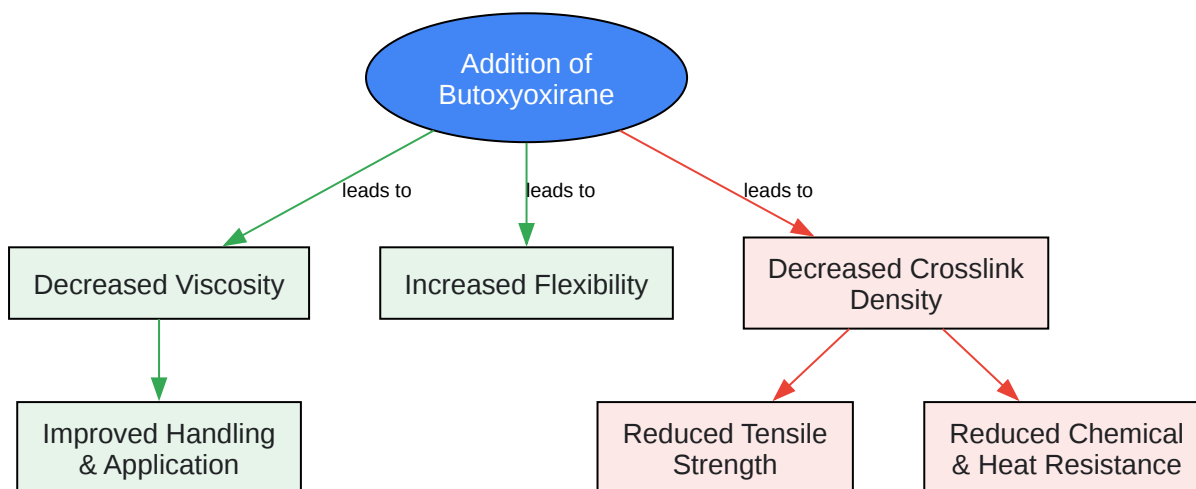 Addition of
Butoxyoxirane
leads to
leads to
leads to
Decreased Viscosity
Increased Flexibility
Decreased Crosslink
Density
Improved Handling
& Application
Reduced Tensile
Strength
Reduced Chemical
& Heat Resistance